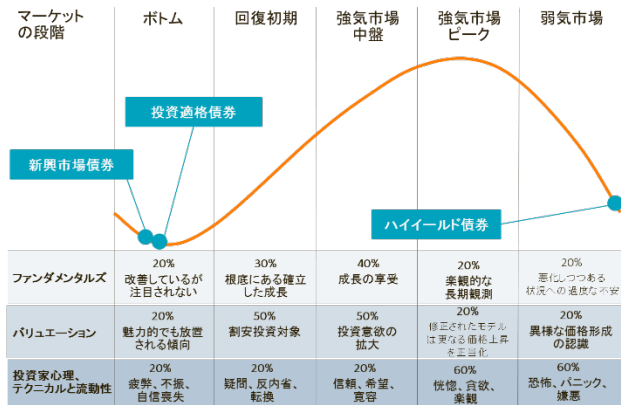 マーケット
の段階
ボトム
回復初期
強気市場
中盤
強気市場
ピーク
弱気市場
投資適格債券
新興市場債券
ハイイールド債券
ファンダメンタルズ
20%
改善しているが
注目されない
30%
根底にある確立
した成長
40%
成長の享受
20%
楽観的な
長期観測
20%
悪化しつつある
状況への過度な不安
バリュエーション
20%
魅力的でも放置
される傾向
50%
割安投資対象
50%
投資意欲の
拡大
20%
修正されたモデル
は更なる価格上昇
を正当化
20%
異様な価格形成
の認識
投資家心理、
テクニカルと流動性
20%
疲弊、不振、
自信喪失
20%
疑問、反内省、
転換
20%
信頼、希望、
寛容
60%
恍惚、貪欲、
楽観
60%
恐怖、パニック、
嫌悪